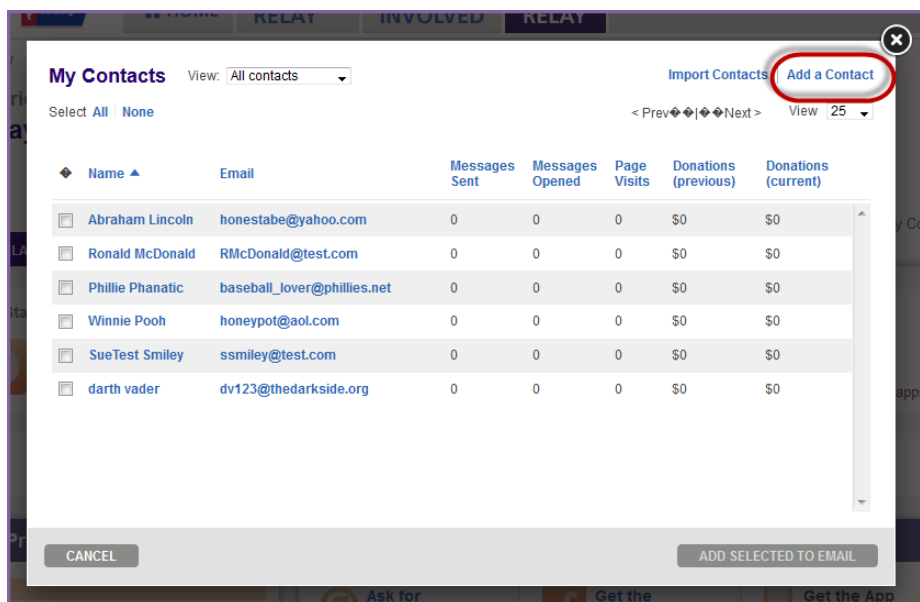 HOME RELAY INVOLVED RELAY
My Contacts View: All contacts Import Contacts Add a Contact
Select All None < Prev��|��Next > View 25
� Name Email Messages Sent Messages Opened Page Visits Donations (previous) Donations (current)
Abraham Lincoln honestabe@yahoo.com 0 0 0 $0 $0
Ronald McDonald RMcDonald@test.com 0 0 0 $0 $0
Phillie Phanatic baseball_lover@phillies.net 0 0 0 $0 $0
Winnie Pooh honeypot@aol.com 0 0 0 $0 $0
SueTest Smiley ssmiley@test.com 0 0 0 $0 $0
darth vader dv123@thedarkside.org 0 0 0 $0 $0
CANCEL ADD SELECTED TO EMAIL
Ask for Get the Get the App